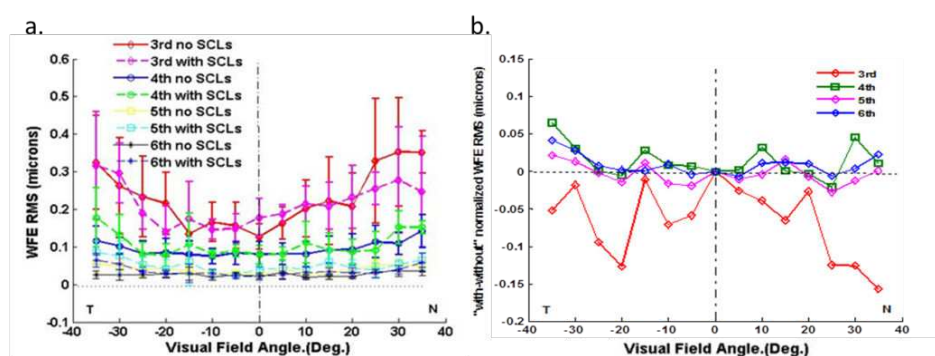 a.
3rd no SCLs
3rd with SCLs
4th no SCLs
4th with SCLs
5th no SCLs
5th with SCLs
6th no SCLs
6th with SCLs
WFE RMS (microns)
0.6
0.5
0.4
0.3
0.2
0.1
0
-0.1
T
N
-40 -30 -20 -10 0 10 20 30 40
Visual Field Angle.(Deg.)
b.
3rd
4th
5th
6th
"with-without" normalized WFE RMS (microns)
0.15
0.1
0.05
0
-0.05
-0.1
-0.15
-0.2
T
N
-40 -30 -20 -10 0 10 20 30 40
Visual Field Angle.(Deg.)